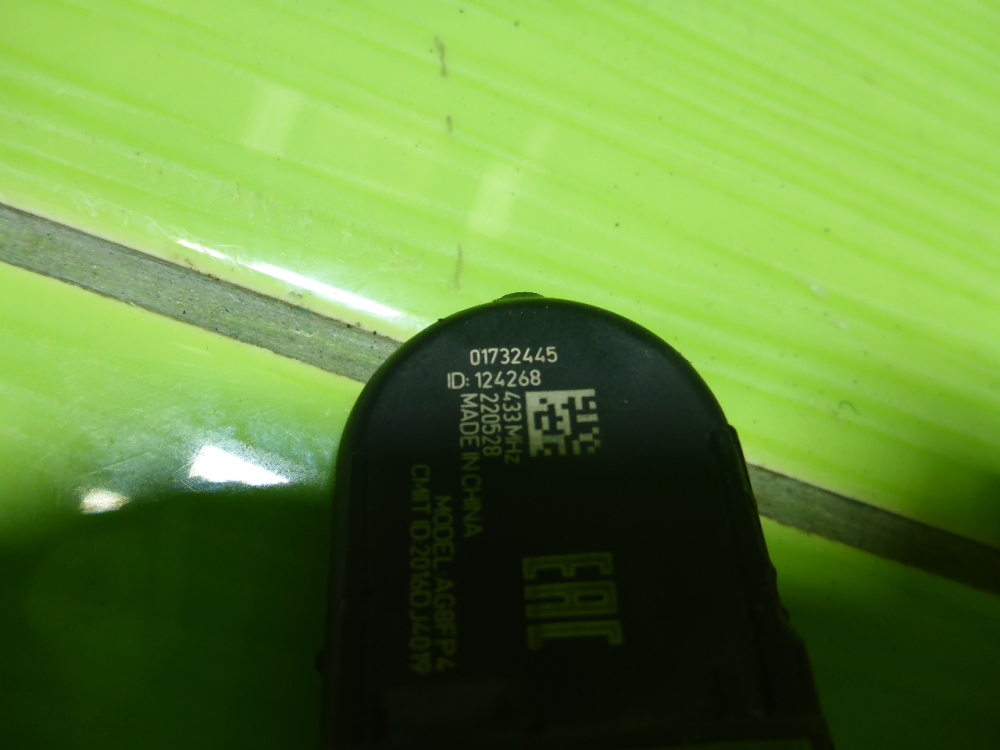 01732445
ID: 124268
433MHz
220528
MADE IN CHINA
MODEL AG8FP4
CMIIT ID:2016DJ4019
EAC